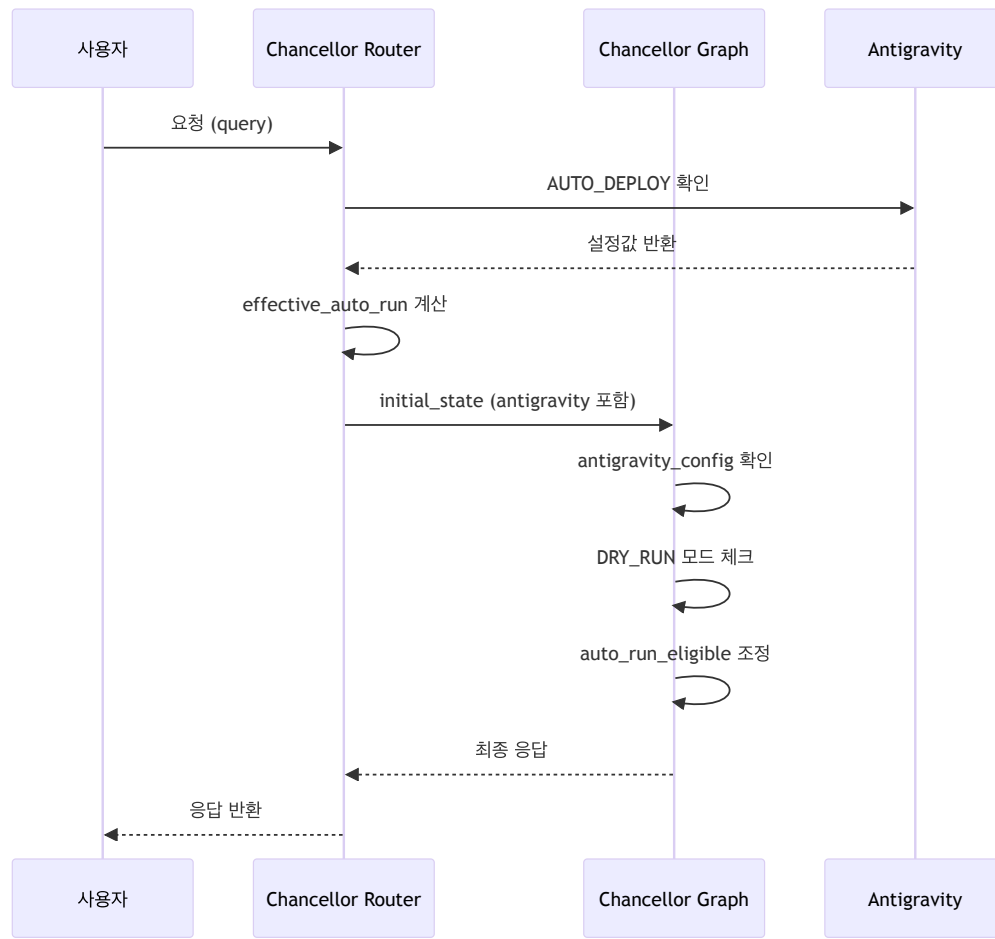 사용자
Chancellor Router
Chancellor Graph
Antigravity
요청 (query)
AUTO_DEPLOY 확인
설정값 반환
effective_auto_run 계산
initial_state (antigravity 포함)
antigravity_config 확인
DRY_RUN 모드 체크
auto_run_eligible 조정
최종 응답
응답 반환
사용자
Chancellor Router
Chancellor Graph
Antigravity